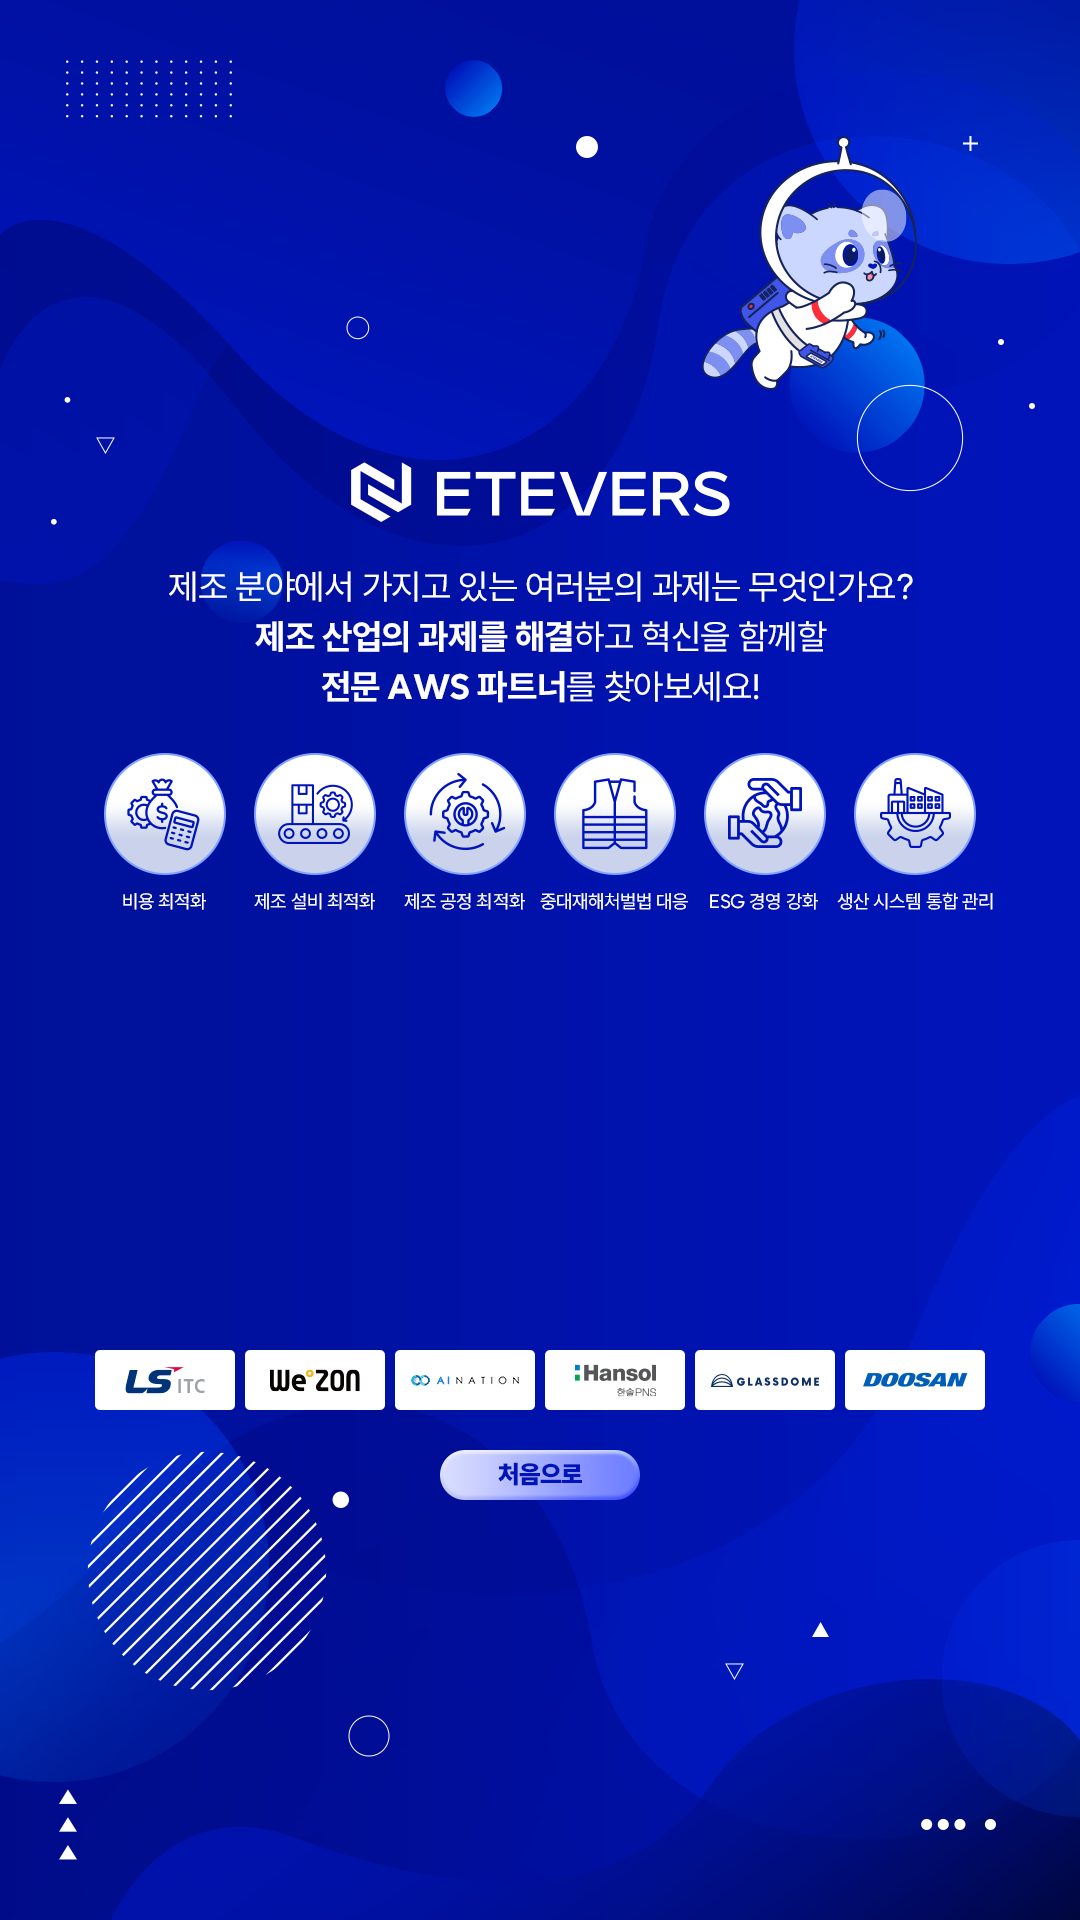 ETEVERS
제조 분야에서 가지고 있는 여러분의 과제는 무엇인가요?
제조 산업의 과제를 해결하고 혁신을 함께할
전문 AWS 파트너를 찾아보세요!
비용 최적화
제조 설비 최적화
제조 공정 최적화
중대재해처벌법 대응
ESG 경영 강화
생산 시스템 통합 관리
LS ITC
We ZON
AI NATION
Hansol
한솔PNS
GLASSDOME
DOOSAN
처음으로